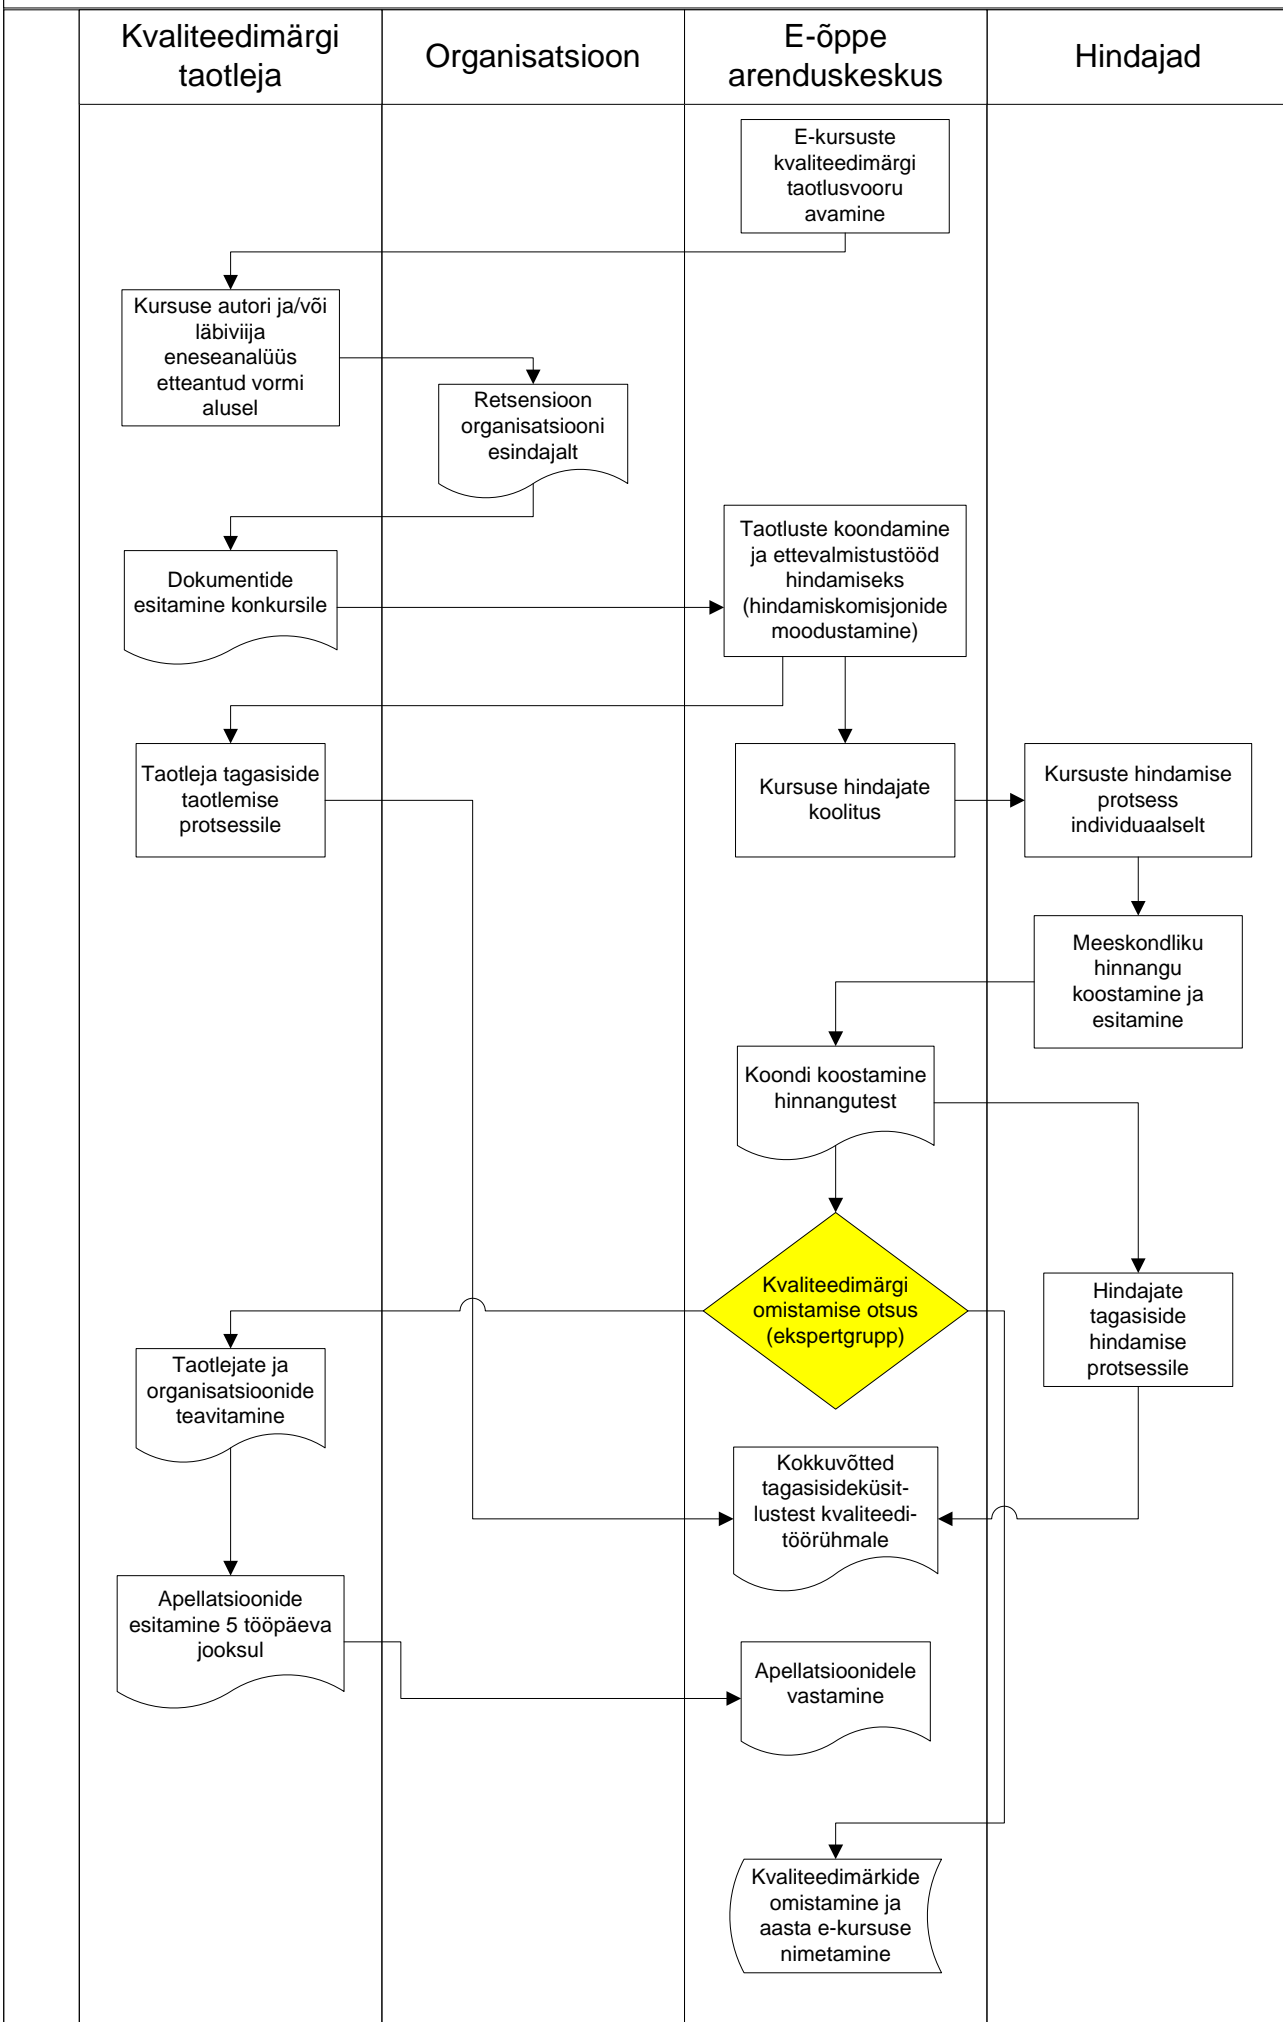 Kvaliteedimärgi
taotleja
Organisatsioon
E-õppe
arenduskeskus
Hindajad
E-kursuste
kvaliteedimärgi
taotlusvooru
avamine
Kursuse autori ja/või
läbiviija
eneseanalüüs
etteantud vormi
alusel
Retsensioon
organisatsiooni
esindajalt
Dokumentide
esitamine konkursile
Taotluste koondamine
ja ettevalmistustööd
hindamiseks
(hindamiskomisjonide
moodustamine)
Taotleja tagasiside
taotlemise
protsessile
Kursuse hindajate
koolitus
Kursuste hindamise
protsess
individuaalselt
Meeskondliku
hinnangu
koostamine ja
esitamine
Koondi koostamine
hinnangutest
Kvaliteedimärgi
omistamise otsus
(ekspertgrupp)
Hindajate
tagasiside
hindamise
protsessile
Taotlejate ja
organisatsioonide
teavitamine
Kokkuvõtted
tagasisideküsit-
lustest kvaliteedi-
töörühmale
Apellatsioonide
esitamine 5 tööpäeva
jooksul
Apellatsioonidele
vastamine
Kvaliteedimärkide
omistamine ja
aasta e-kursuse
nimetamine